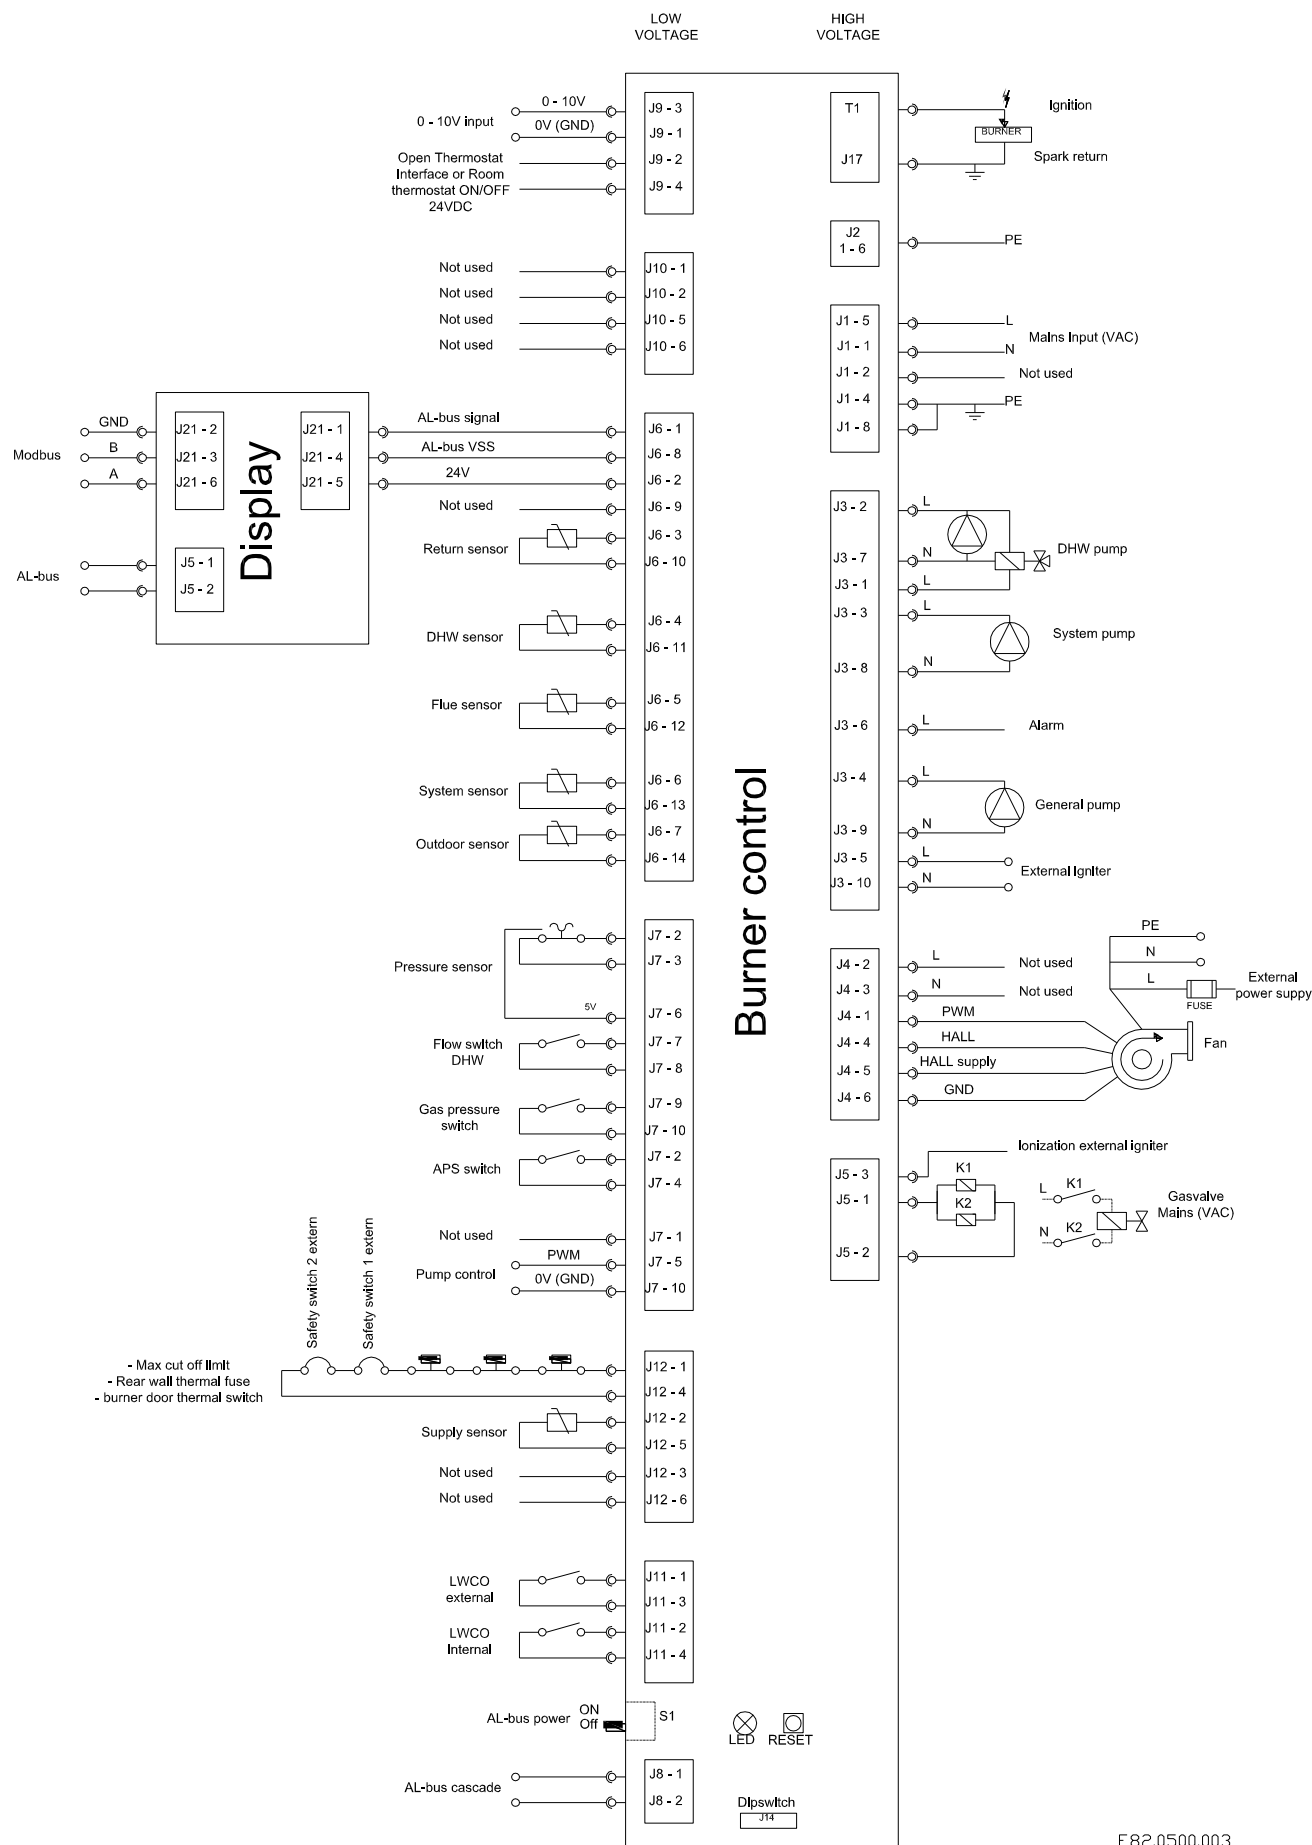 LOW
VOLTAGE
HIGH
VOLTAGE
0 - 10V input
0 - 10V
J9 - 3
0V (GND)
J9 - 1
Open Thermostat
Interface or Room
thermostat ON/OFF
24VDC
J9 - 2
J9 - 4
Not used
J10 - 1
Not used
J10 - 2
Not used
J10 - 5
Not used
J10 - 6
Modbus
GND
B
A
J21 - 2
J21 - 3
J21 - 6
AL-bus
J5 - 1
J5 - 2
Display
J21 - 1
J21 - 4
J21 - 5
AL-bus signal
J6 - 1
AL-bus VSS
J6 - 8
24V
J6 - 2
Not used
J6 - 9
Return sensor
J6 - 3
J6 - 10
DHW sensor
J6 - 4
J6 - 11
Flue sensor
J6 - 5
J6 - 12
System sensor
J6 - 6
J6 - 13
Outdoor sensor
J6 - 7
J6 - 14
Pressure sensor
J7 - 2
J7 - 3
5V
J7 - 6
Flow switch
DHW
J7 - 7
J7 - 8
Gas pressure
switch
J7 - 9
J7 - 10
APS switch
J7 - 2
J7 - 4
Not used
J7 - 1
Pump control
PWM
J7 - 5
0V (GND)
J7 - 10
Safety switch 2 extern
Safety switch 1 extern
- Max cut off limit
- Rear wall thermal fuse
- burner door thermal switch
J12 - 1
J12 - 4
Supply sensor
J12 - 2
J12 - 5
Not used
J12 - 3
Not used
J12 - 6
LWCO
external
J11 - 1
J11 - 3
LWCO
Internal
J11 - 2
J11 - 4
AL-bus power
ON
Off
S1
LED
RESET
AL-bus cascade
J8 - 1
J8 - 2
Dipswitch
J14
Burner control
T1
Ignition
BURNER
J17
Spark return
J2
1 - 6
PE
J1 - 5
L
Mains Input (VAC)
J1 - 1
N
J1 - 2
Not used
J1 - 4
PE
J1 - 8
J3 - 2
L
J3 - 7
N
DHW pump
J3 - 1
L
J3 - 3
L
System pump
J3 - 8
N
J3 - 6
L
Alarm
J3 - 4
L
General pump
J3 - 9
N
J3 - 5
L
External Igniter
J3 - 10
N
J4 - 2
L
Not used
J4 - 3
N
Not used
J4 - 1
PWM
J4 - 4
HALL
J4 - 5
HALL supply
J4 - 6
GND
PE
N
L
FUSE
External
power suppy
Fan
Ionization external igniter
J5 - 3
J5 - 1
J5 - 2
K1
K2
L
K1
N
K2
Gasvalve
Mains (VAC)
E82.0500.003